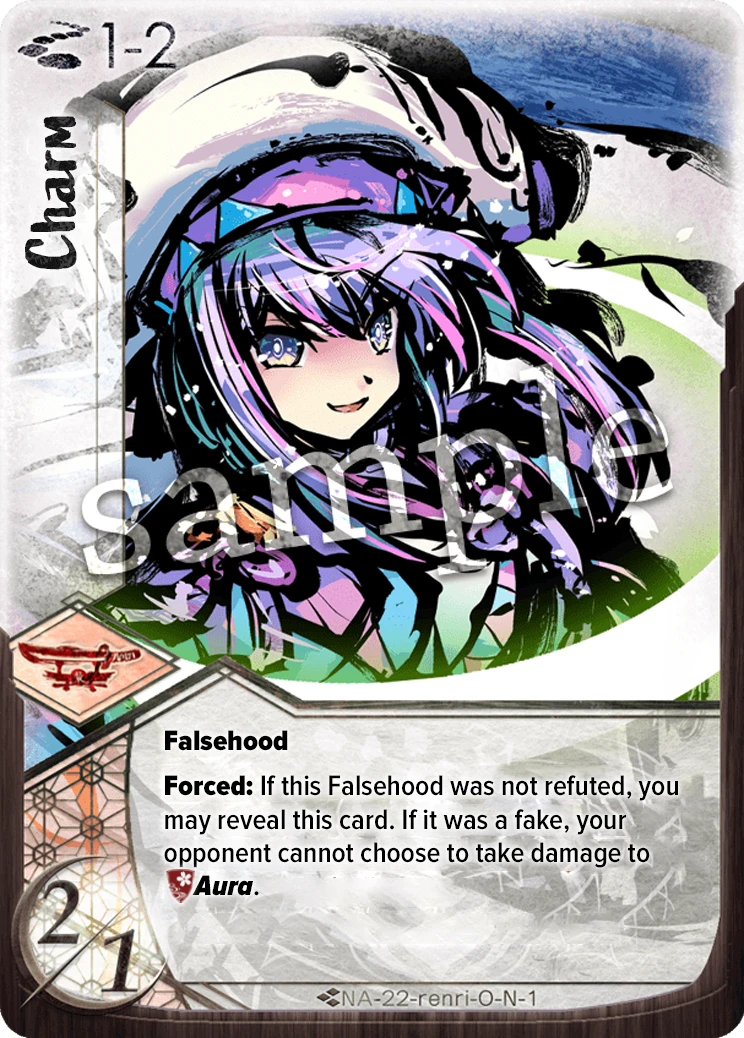 1-2
Charm
sample
Falsehood
Forced: If this Falsehood was not refuted, you
may reveal this card. If it was a fake, your
opponent cannot choose to take damage to
Aura.
2/1
NA-22-renri-O-N-1